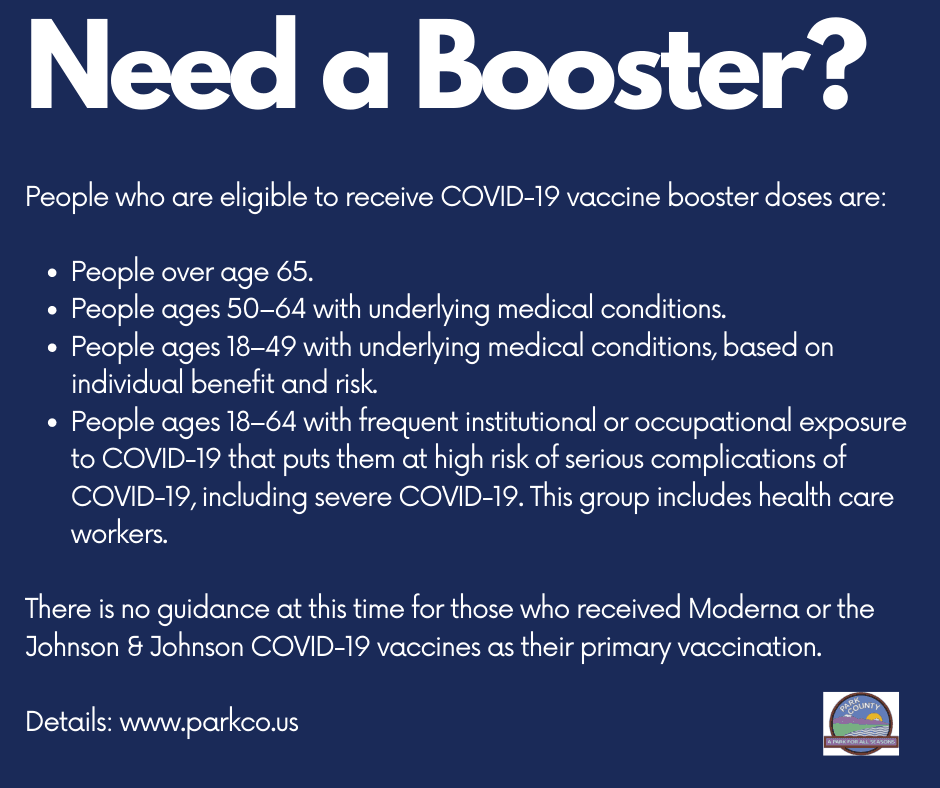 Need a Booster?
People who are eligible to receive COVID-19 vaccine booster doses are:
• People over age 65.
• People ages 50–64 with underlying medical conditions.
• People ages 18–49 with underlying medical conditions, based on
individual benefit and risk.
• People ages 18–64 with frequent institutional or occupational exposure
to COVID-19 that puts them at high risk of serious complications of
COVID-19, including severe COVID-19. This group includes health care
workers.
There is no guidance at this time for those who received Moderna or the
Johnson & Johnson COVID-19 vaccines as their primary vaccination.
Details: www.parkco.us
PARK
COUNTY
A PARK FOR ALL SEASONS